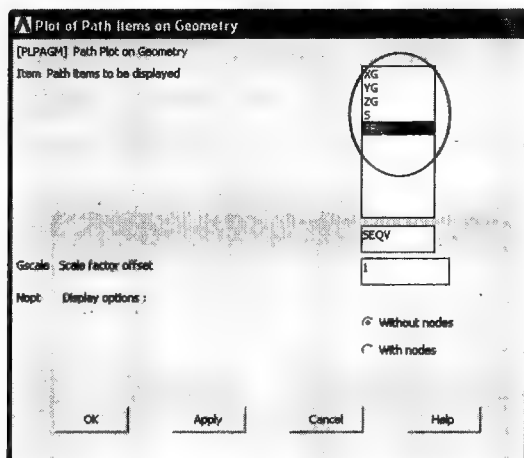 Plot of Path Items on Geometry
[PLPAGM] Path Plot on Geometry
Item Path Items to be displayed
XG
YG
ZG
S
SEQV
Gscale Scale factor offset
1
Nopt Display options :
Without nodes
With nodes
OK
Apply
Cancel
Help